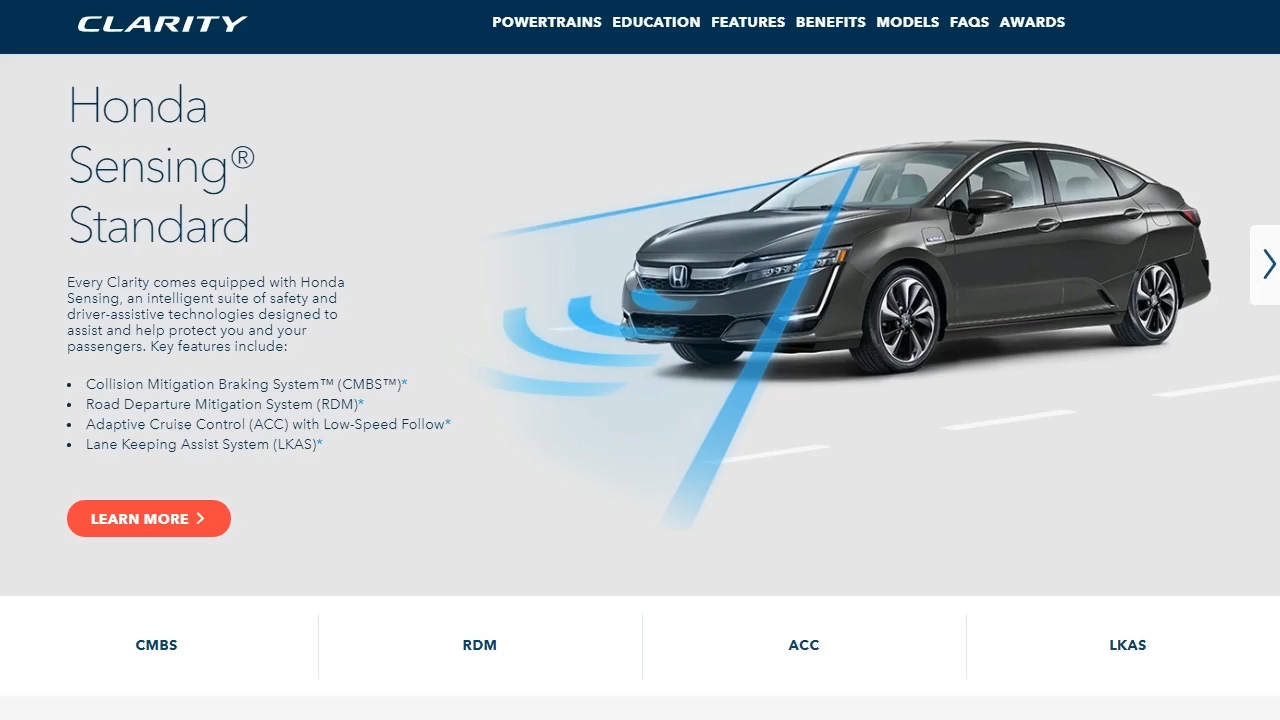 CLARITY
POWERTRAINS EDUCATION FEATURES BENEFITS MODELS FAQS AWARDS
Honda
Sensing®
Standard
Every Clarity comes equipped with Honda
Sensing, an intelligent suite of safety and
driver-assistive technologies designed to
assist and help protect you and your
passengers. Key features include:
• Collision Mitigation Braking System™ (CMBS™)*
• Road Departure Mitigation System (RDM)*
• Adaptive Cruise Control (ACC) with Low-Speed Follow*
• Lane Keeping Assist System (LKAS)*
LEARN MORE
CMBS RDM ACC LKAS